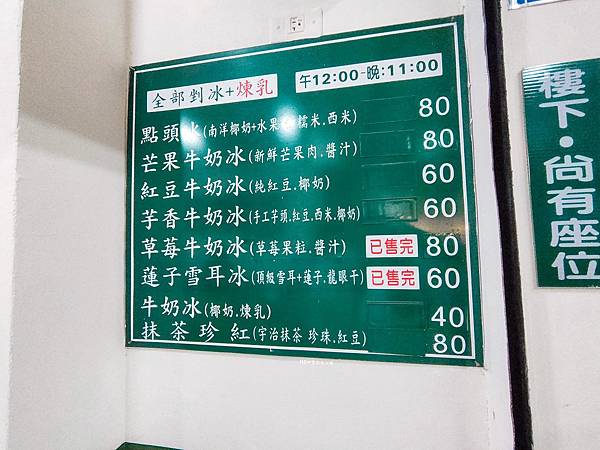 全部剉冰+煉乳 午12:00-晚:11:00
點頭冰(南洋椰奶+水果 糯米.西米) 80
芒果牛奶冰(新鮮芒果肉.醬汁) 80
紅豆牛奶冰(純紅豆.椰奶) 60
芋香牛奶冰(手工芋頭.紅豆.西米.椰奶) 60
草莓牛奶冰(草莓果粒.醬汁) 已售完 80
蓮子雪耳冰(頂級雪耳+蓮子.龍眼干) 已售完 60
牛奶冰(椰奶.煉乳) 40
抹茶珍紅(宇治抹茶 珍珠.紅豆) 80
樓下·尚有座位